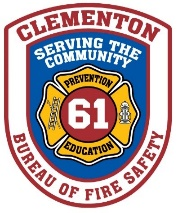 CLEMENTON
SERVING THE
COMMUNITY
PREVENTION
61
EDUCATION
BUREAU OF FIRE SAFETY